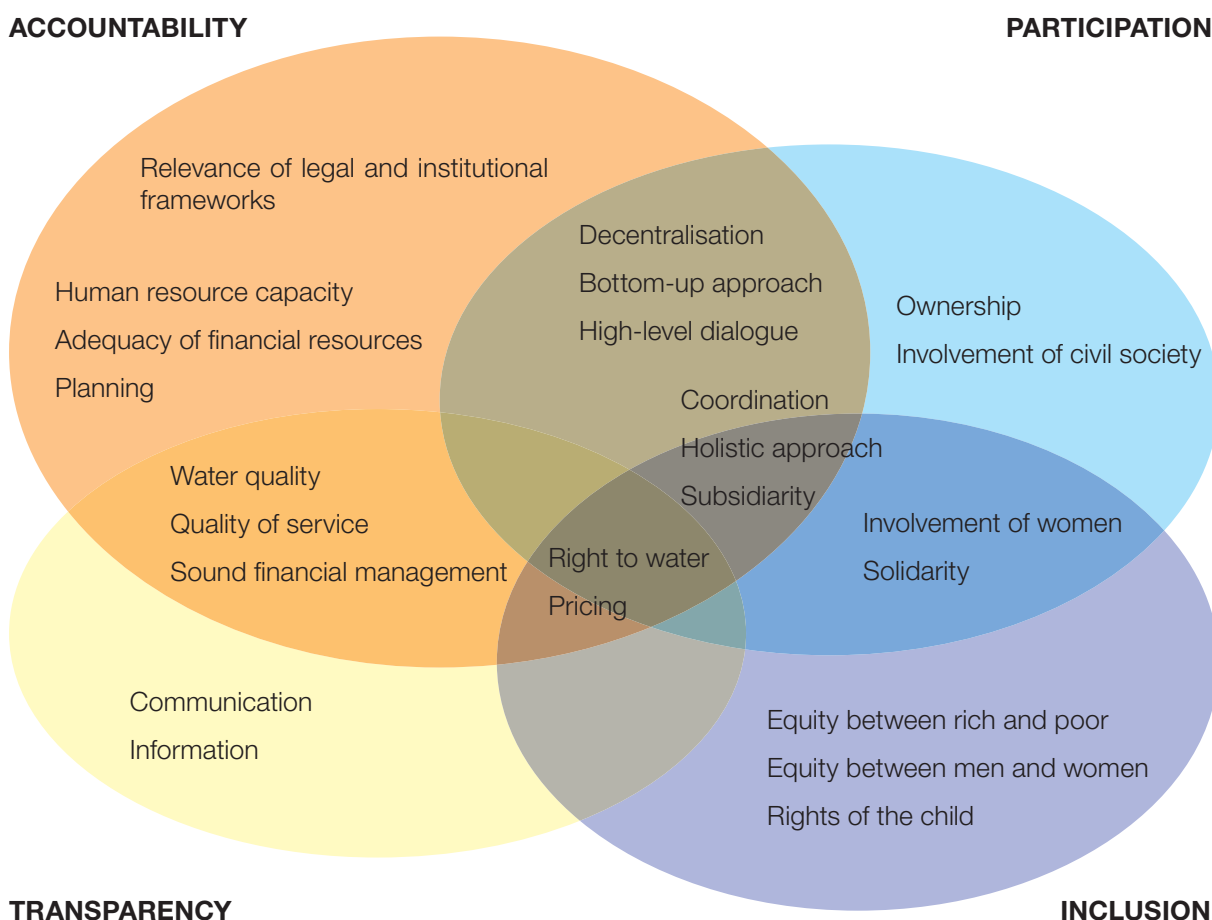 ACCOUNTABILITY
PARTICIPATION
Relevance of legal and institutional
frameworks
Human resource capacity
Adequacy of financial resources
Planning
Decentralisation
Bottom-up approach
High-level dialogue
Ownership
Involvement of civil society
Coordination
Holistic approach
Subsidiarity
Water quality
Quality of service
Sound financial management
Right to water
Pricing
Involvement of women
Solidarity
Communication
Information
Equity between rich and poor
Equity between men and women
Rights of the child
TRANSPARENCY
INCLUSION